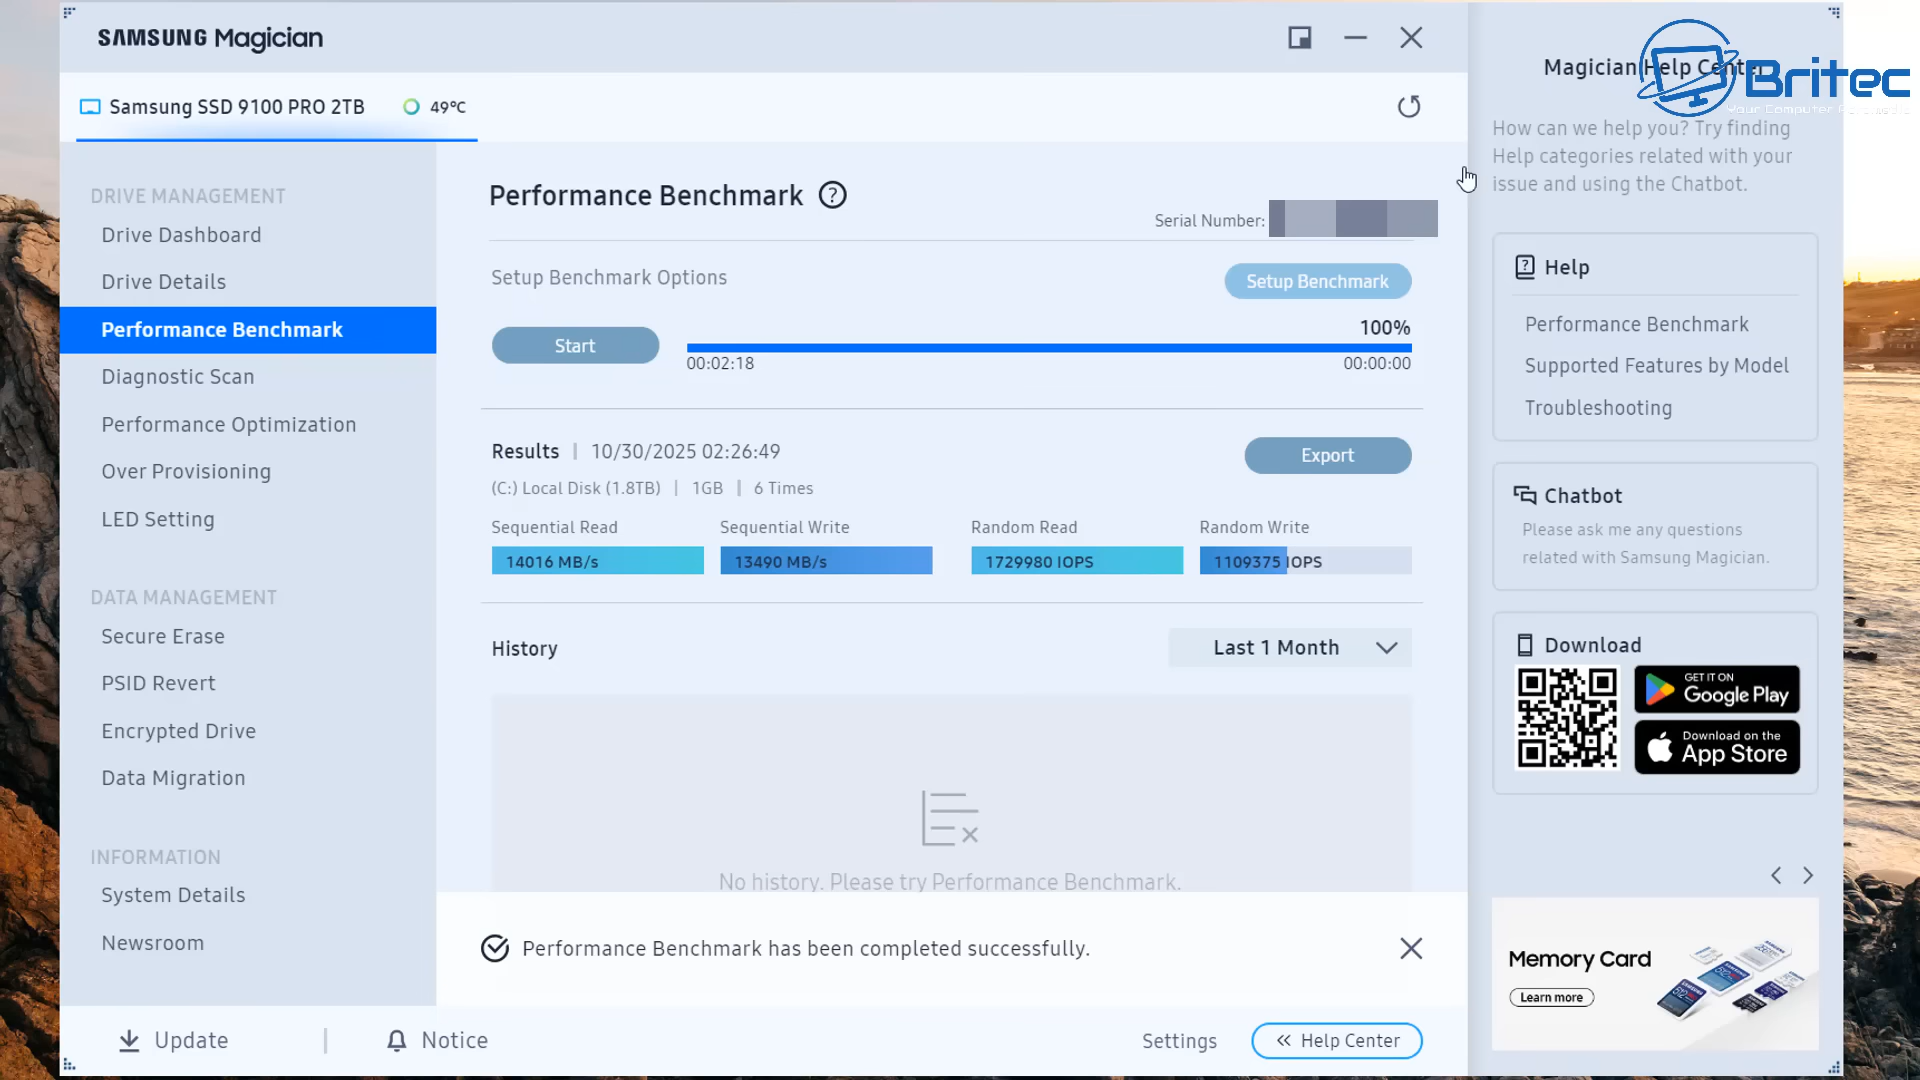 SAMSUNG Magician
Samsung SSD 9100 PRO 2TB
49°C
DRIVE MANAGEMENT
Drive Dashboard
Drive Details
Performance Benchmark
Diagnostic Scan
Performance Optimization
Over Provisioning
LED Setting
DATA MANAGEMENT
Secure Erase
PSID Revert
Encrypted Drive
Data Migration
INFORMATION
System Details
Newsroom
Update
Notice
Performance Benchmark
Serial Number:
Setup Benchmark Options
Setup Benchmark
Start
100%
00:02:18
00:00:00
Results | 10/30/2025 02:26:49
Export
(C:) Local Disk (1.8TB) | 1GB | 6 Times
Sequential Read
Sequential Write
Random Read
Random Write
14016 MB/s
13490 MB/s
1729980 IOPS
1109375 IOPS
History
Last 1 Month
No history. Please try Performance Benchmark.
Performance Benchmark has been completed successfully.
Settings
Help Center
Magician Help Center
Britec
Your Computer
How can we help you? Try finding
Help categories related with your
issue and using the Chatbot.
Help
Performance Benchmark
Supported Features by Model
Troubleshooting
Chatbot
Please ask me any questions
related with Samsung Magician.
Download
GET IT ON
Google Play
Download on the
App Store
Memory Card
Learn more